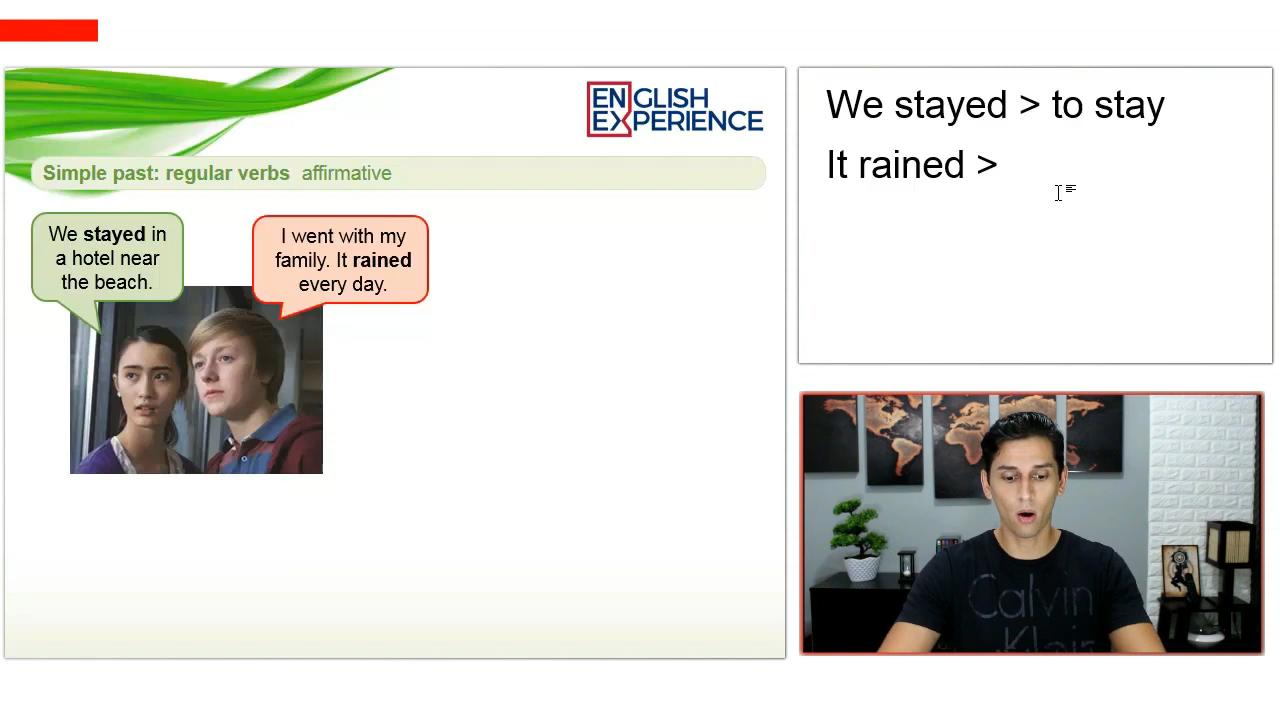 ENGLISH
EXPERIENCE
Simple past: regular verbs affirmative
We stayed in
a hotel near
the beach.
I went with my
family. It rained
every day.
We stayed > to stay
It rained >
Calvin
Klein